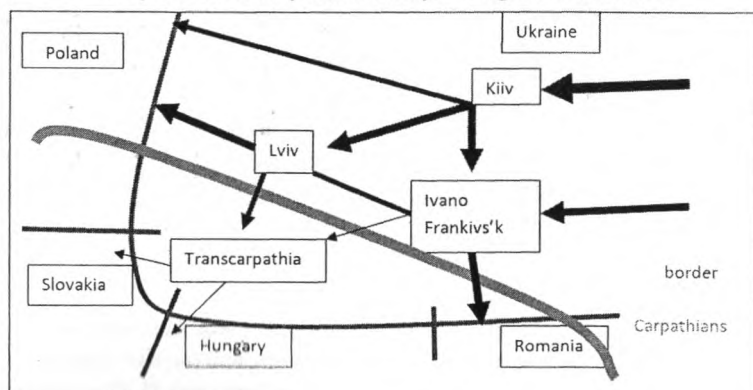 Ukraine
Poland
Kiiv
Lviv
Ivano
Frankivs'k
Transcarpathia
border
Slovakia
Carpathians
Hungary
Romania